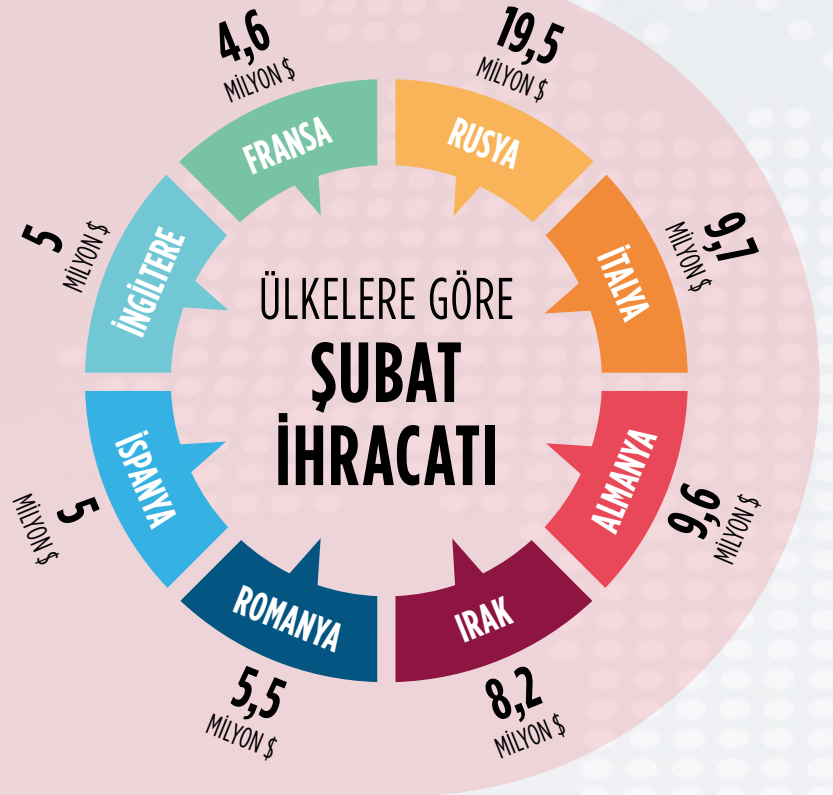 ÜLKELERE GÖRE
ŞUBAT
İHRACATI
19,5
MİLYON $
RUSYA
9,7
MİLYON $
İTALYA
9,6
MİLYON $
ALMANYA
8,2
MİLYON $
IRAK
5,5
MİLYON $
ROMANYA
5
MİLYON $
İSPANYA
5
MİLYON $
İNGİLTERE
4,6
MİLYON $
FRANSA